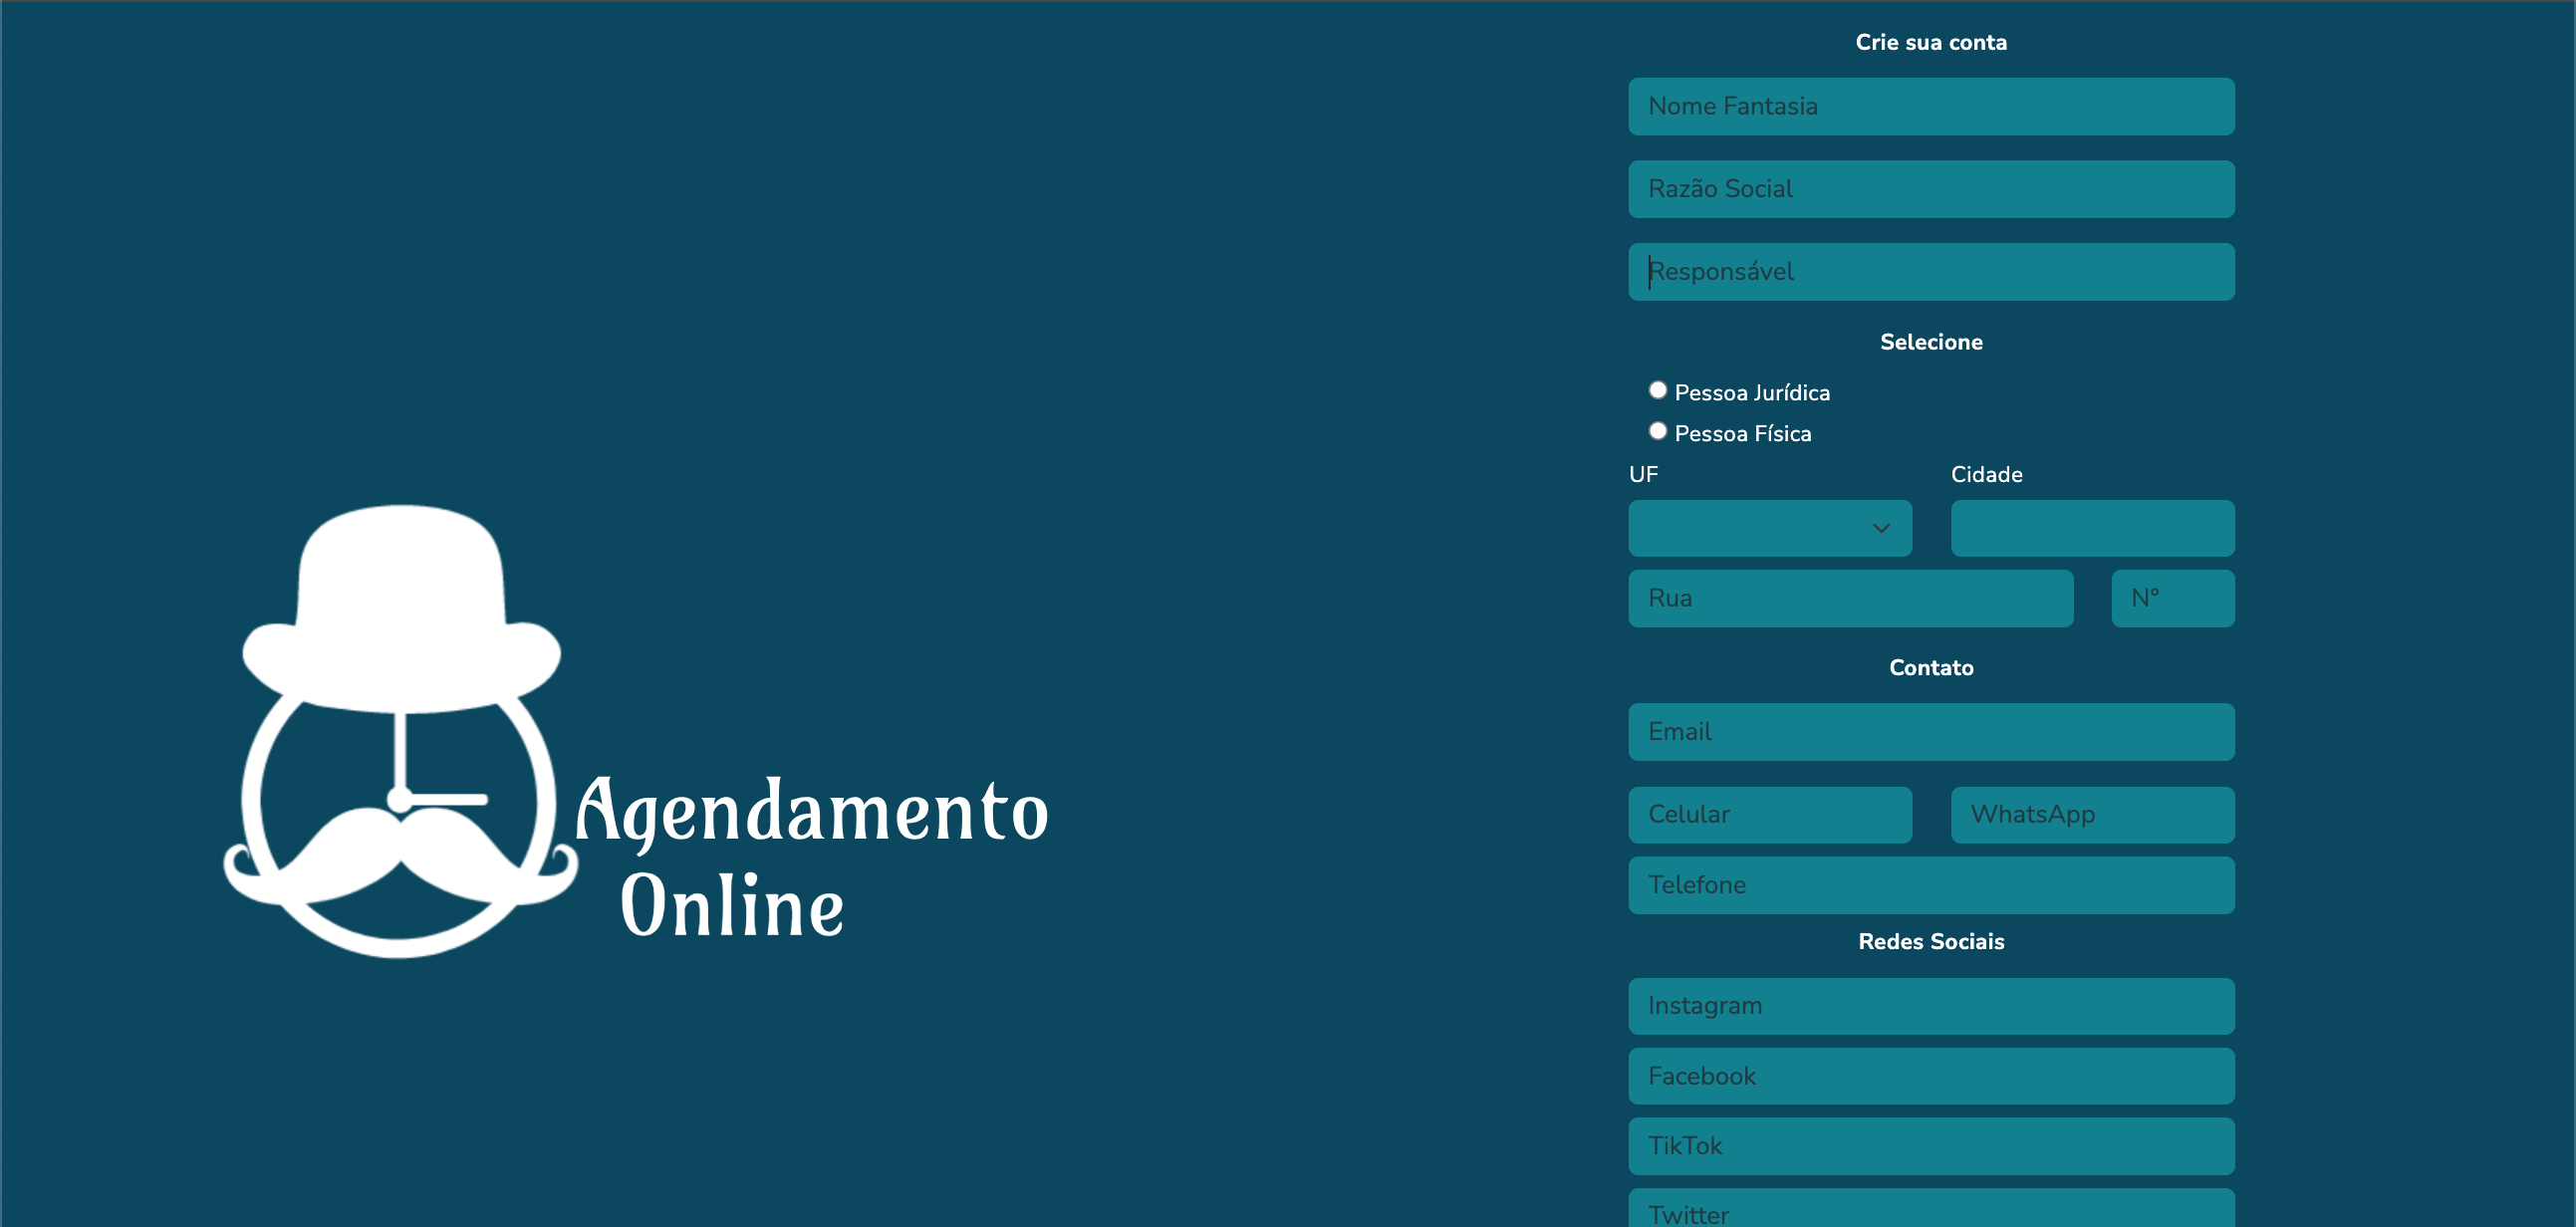 Crie sua conta
Nome Fantasia
Razão Social
Responsável
Selecione
Pessoa Jurídica
Pessoa Física
UF
Cidade
Rua
Nº
Contato
Email
Celular
WhatsApp
Telefone
Redes Sociais
Instagram
Facebook
TikTok
Twitter
Agendamento
Online